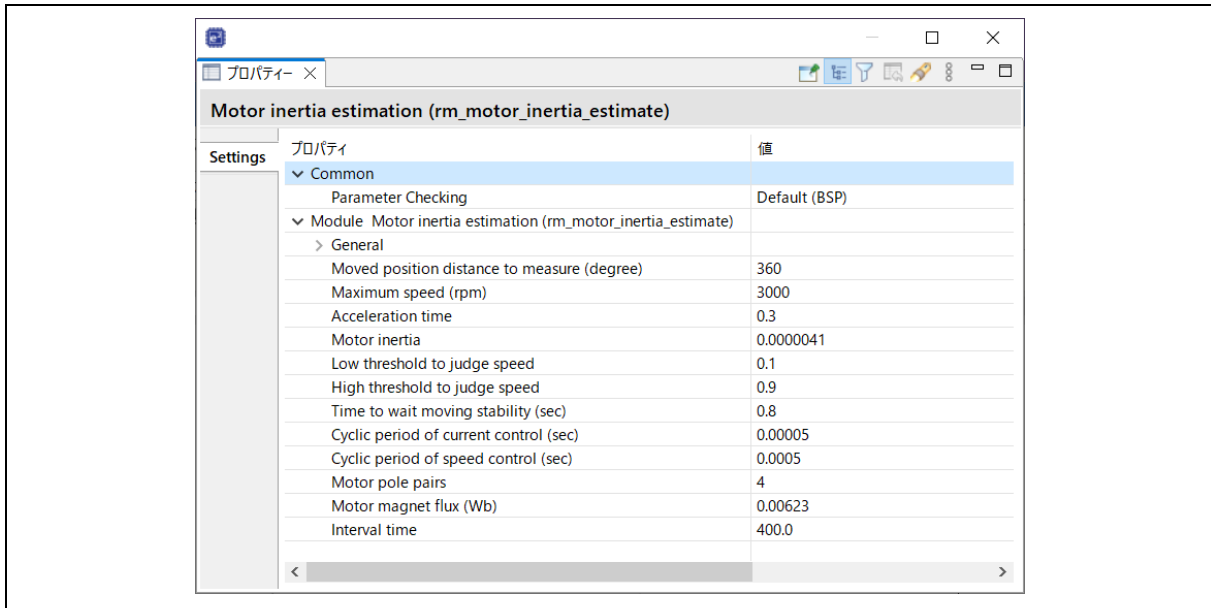 プロパティー
Motor inertia estimation (rm_motor_inertia_estimate)
Settings
プロパティ 値
Common
Parameter Checking Default (BSP)
Module Motor inertia estimation (rm_motor_inertia_estimate)
General
Moved position distance to measure (degree) 360
Maximum speed (rpm) 3000
Acceleration time 0.3
Motor inertia 0.0000041
Low threshold to judge speed 0.1
High threshold to judge speed 0.9
Time to wait moving stability (sec) 0.8
Cyclic period of current control (sec) 0.00005
Cyclic period of speed control (sec) 0.0005
Motor pole pairs 4
Motor magnet flux (Wb) 0.00623
Interval time 400.0